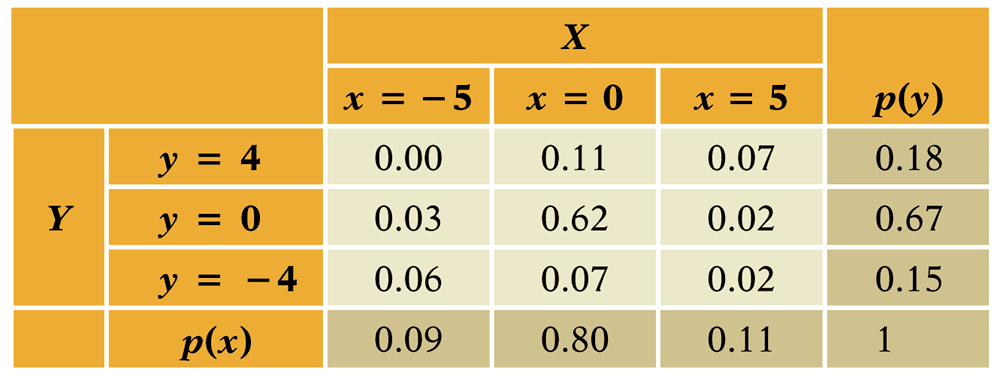 X
x = −5 x = 0 x = 5 p(y)
Y y = 4 0.00 0.11 0.07 0.18
y = 0 0.03 0.62 0.02 0.67
y = −4 0.06 0.07 0.02 0.15
p(x) 0.09 0.80 0.11 1